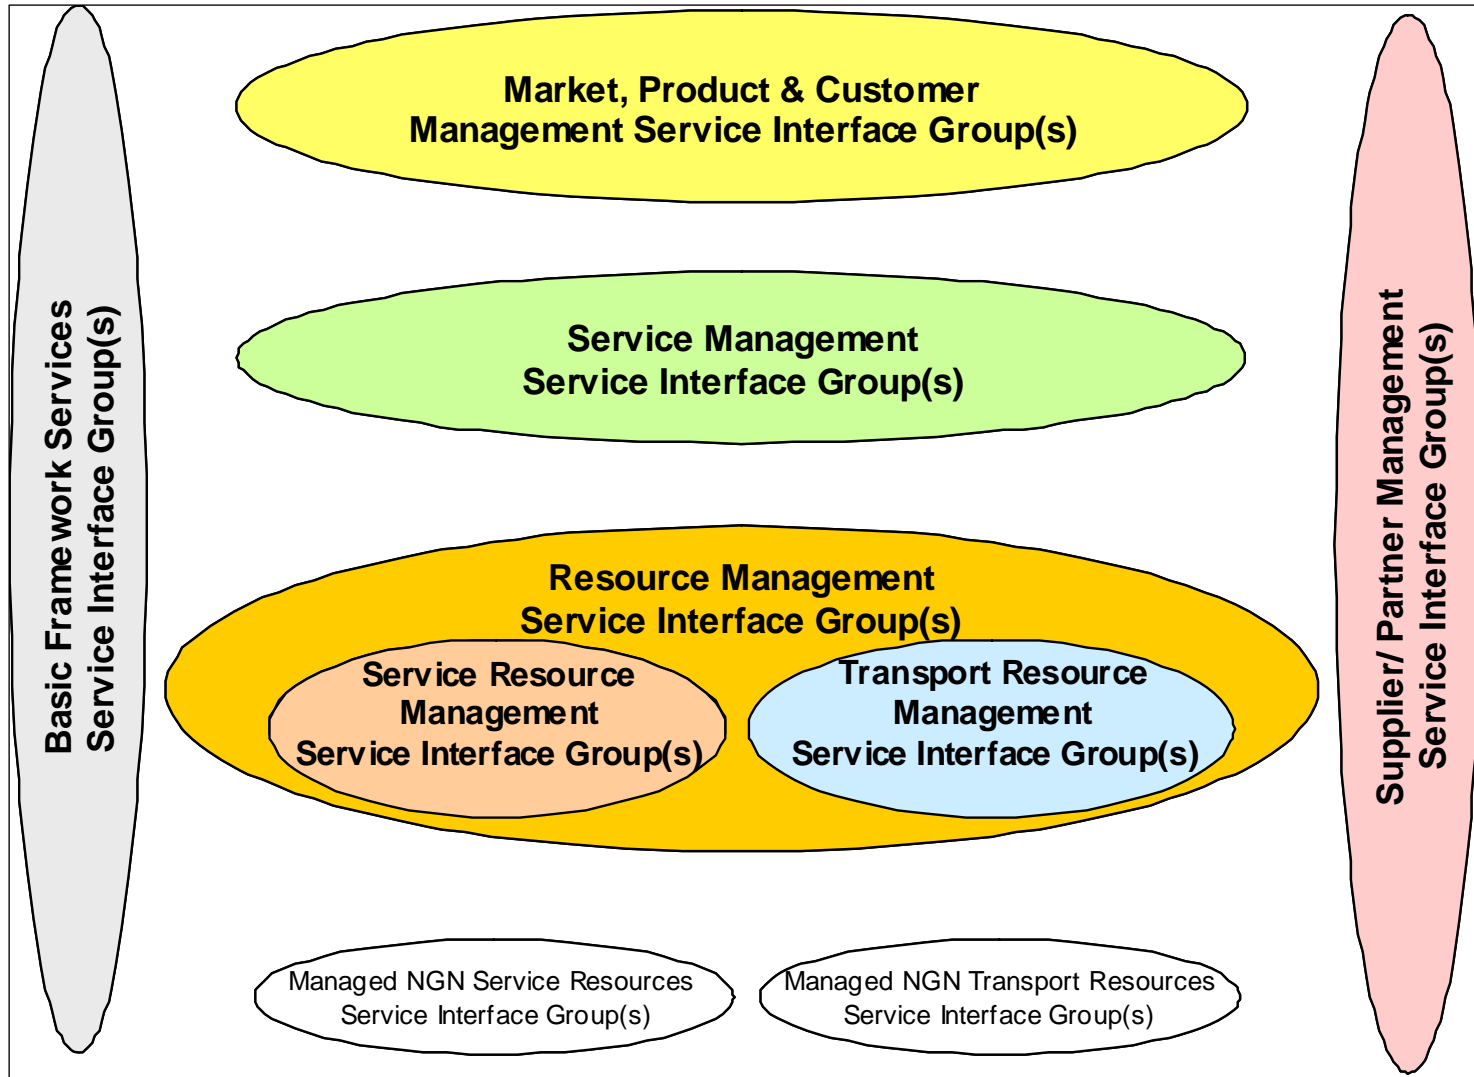 Basic Framework Services
Service Interface Group(s)
Market, Product & Customer
Management Service Interface Group(s)
Service Management
Service Interface Group(s)
Resource Management
Service Interface Group(s)
Service Resource
Management
Service Interface Group(s)
Transport Resource
Management
Service Interface Group(s)
Managed NGN Service Resources
Service Interface Group(s)
Managed NGN Transport Resources
Service Interface Group(s)
Supplier/ Partner Management
Service Interface Group(s)